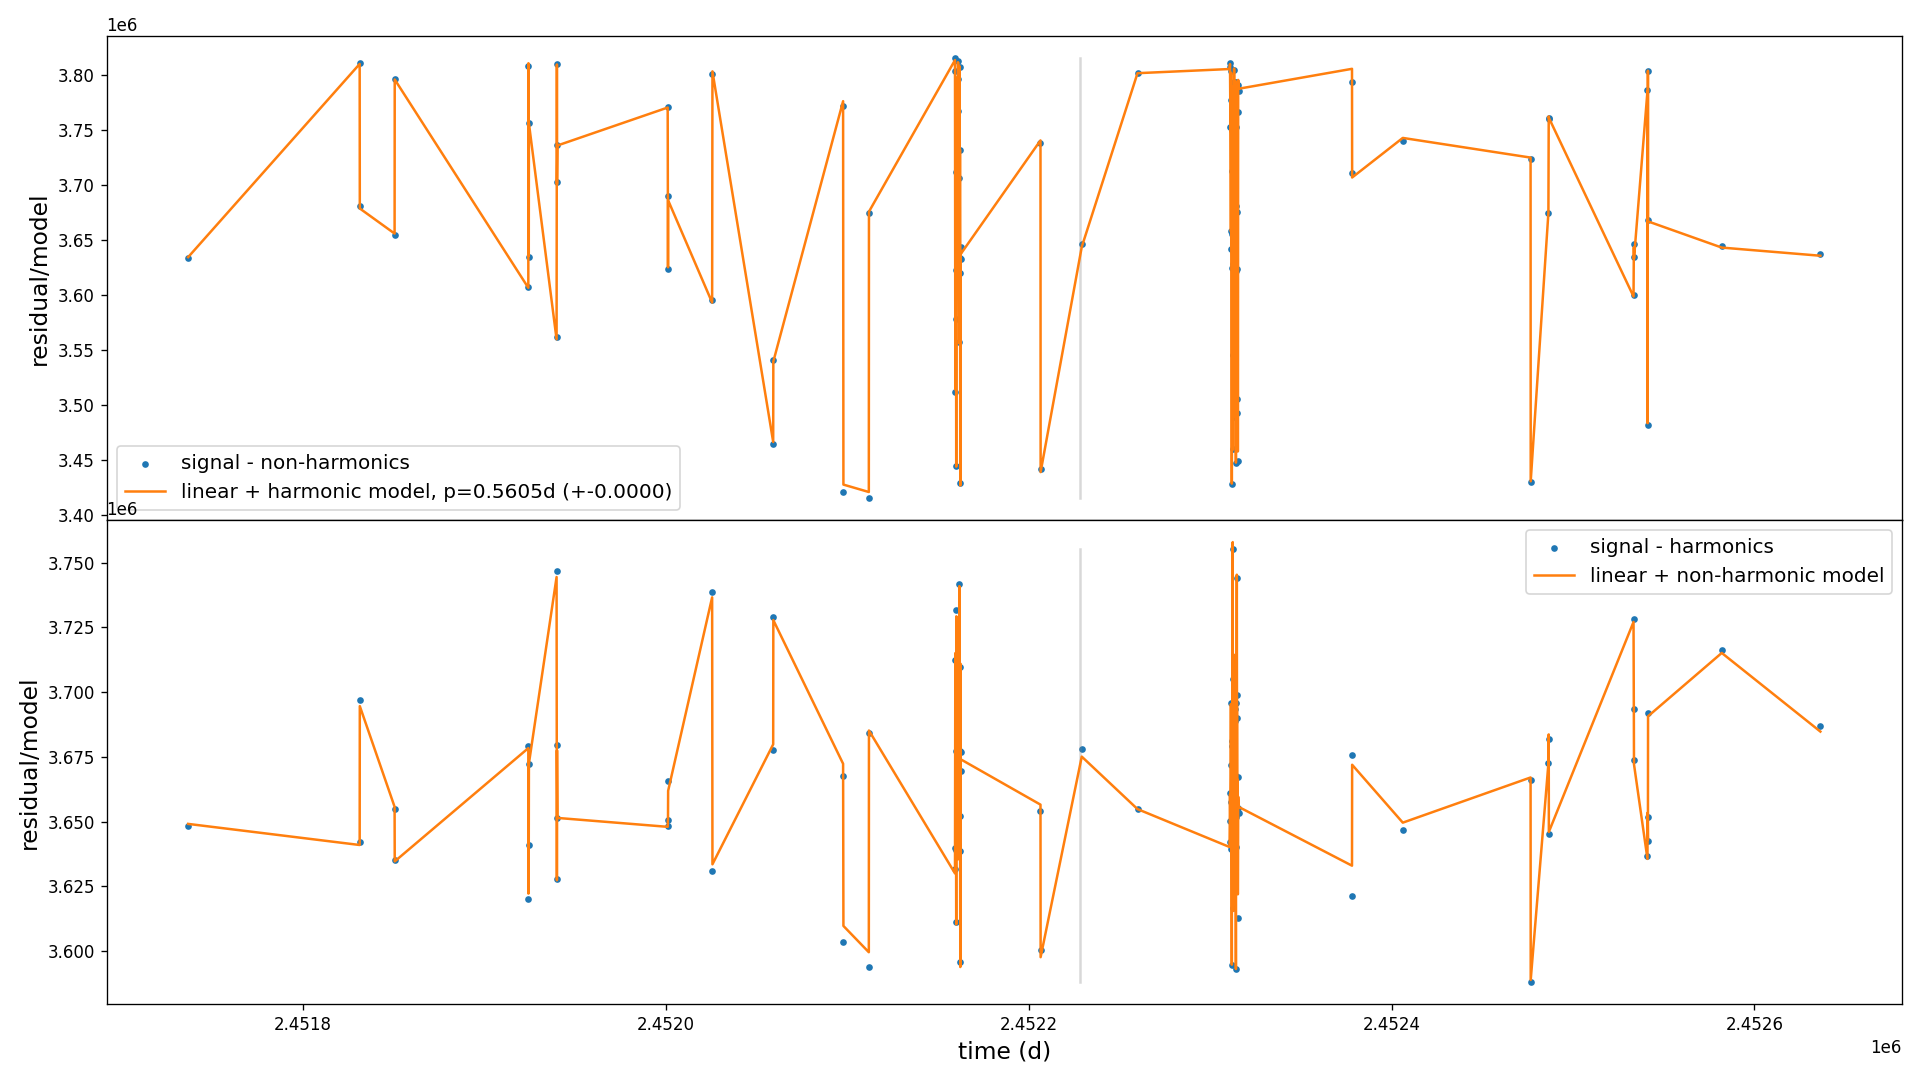 1e6
3.80
3.75
3.70
3.65
3.60
3.55
3.50
3.45
3.40
residual/model
signal - non-harmonics
linear + harmonic model, p=0.5605d (+-0.0000)
1e6
3.750
3.725
3.700
3.675
3.650
3.625
3.600
residual/model
signal - harmonics
linear + non-harmonic model
2.4518
2.4520
2.4522
2.4524
2.4526
time (d)
1e6